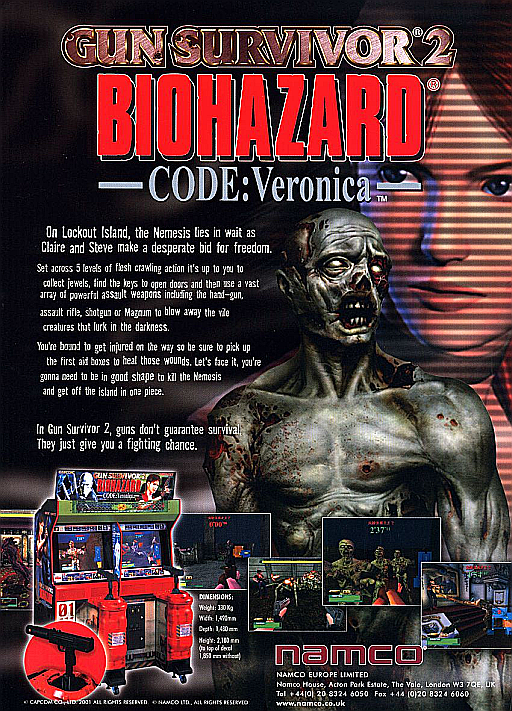 GUN SURVIVOR® 2
BIOHAZARD®
CODE:Veronica™
On Lockout Island, the Nemesis lies in wait as
Claire and Steve make a desperate bid for freedom.
Set across 5 levels of flesh crawling action it's up to you to
collect jewels, find the keys to open doors and then use a vast
array of powerful assault weapons including the hand-gun,
assault rifle, shotgun or Magnum to blow away the vile
creatures that lurk in the darkness.
You're bound to get injured on the way so be sure to pick up
the first aid boxes to heal those wounds. Let's face it, you're
gonna need to be in good shape to kill the Nemesis
and get off the island in one piece.
In Gun Survivor 2, guns don't guarantee survival.
They just give you a fighting chance.
GUN SURVIVOR 2
BIOHAZARD
CODE:Veronica
01
DIMENSIONS:
Weight: 330 Kg
Width: 1,490mm
Depth: 1,430mm
Height: 2,180 mm
(to top of decal
1,850 mm without)
namco
NAMCO EUROPE LIMITED
Namco House, Acton Park Estate, The Vale, London W3 7QE, UK
Tel +44(0) 20 8324 6050 Fax +44 (0)20 8324 6060
www.namco.co.uk
© CAPCOM CO., LTD. 2001 ALL RIGHTS RESERVED. © NAMCO LTD., ALL RIGHTS RESERVED